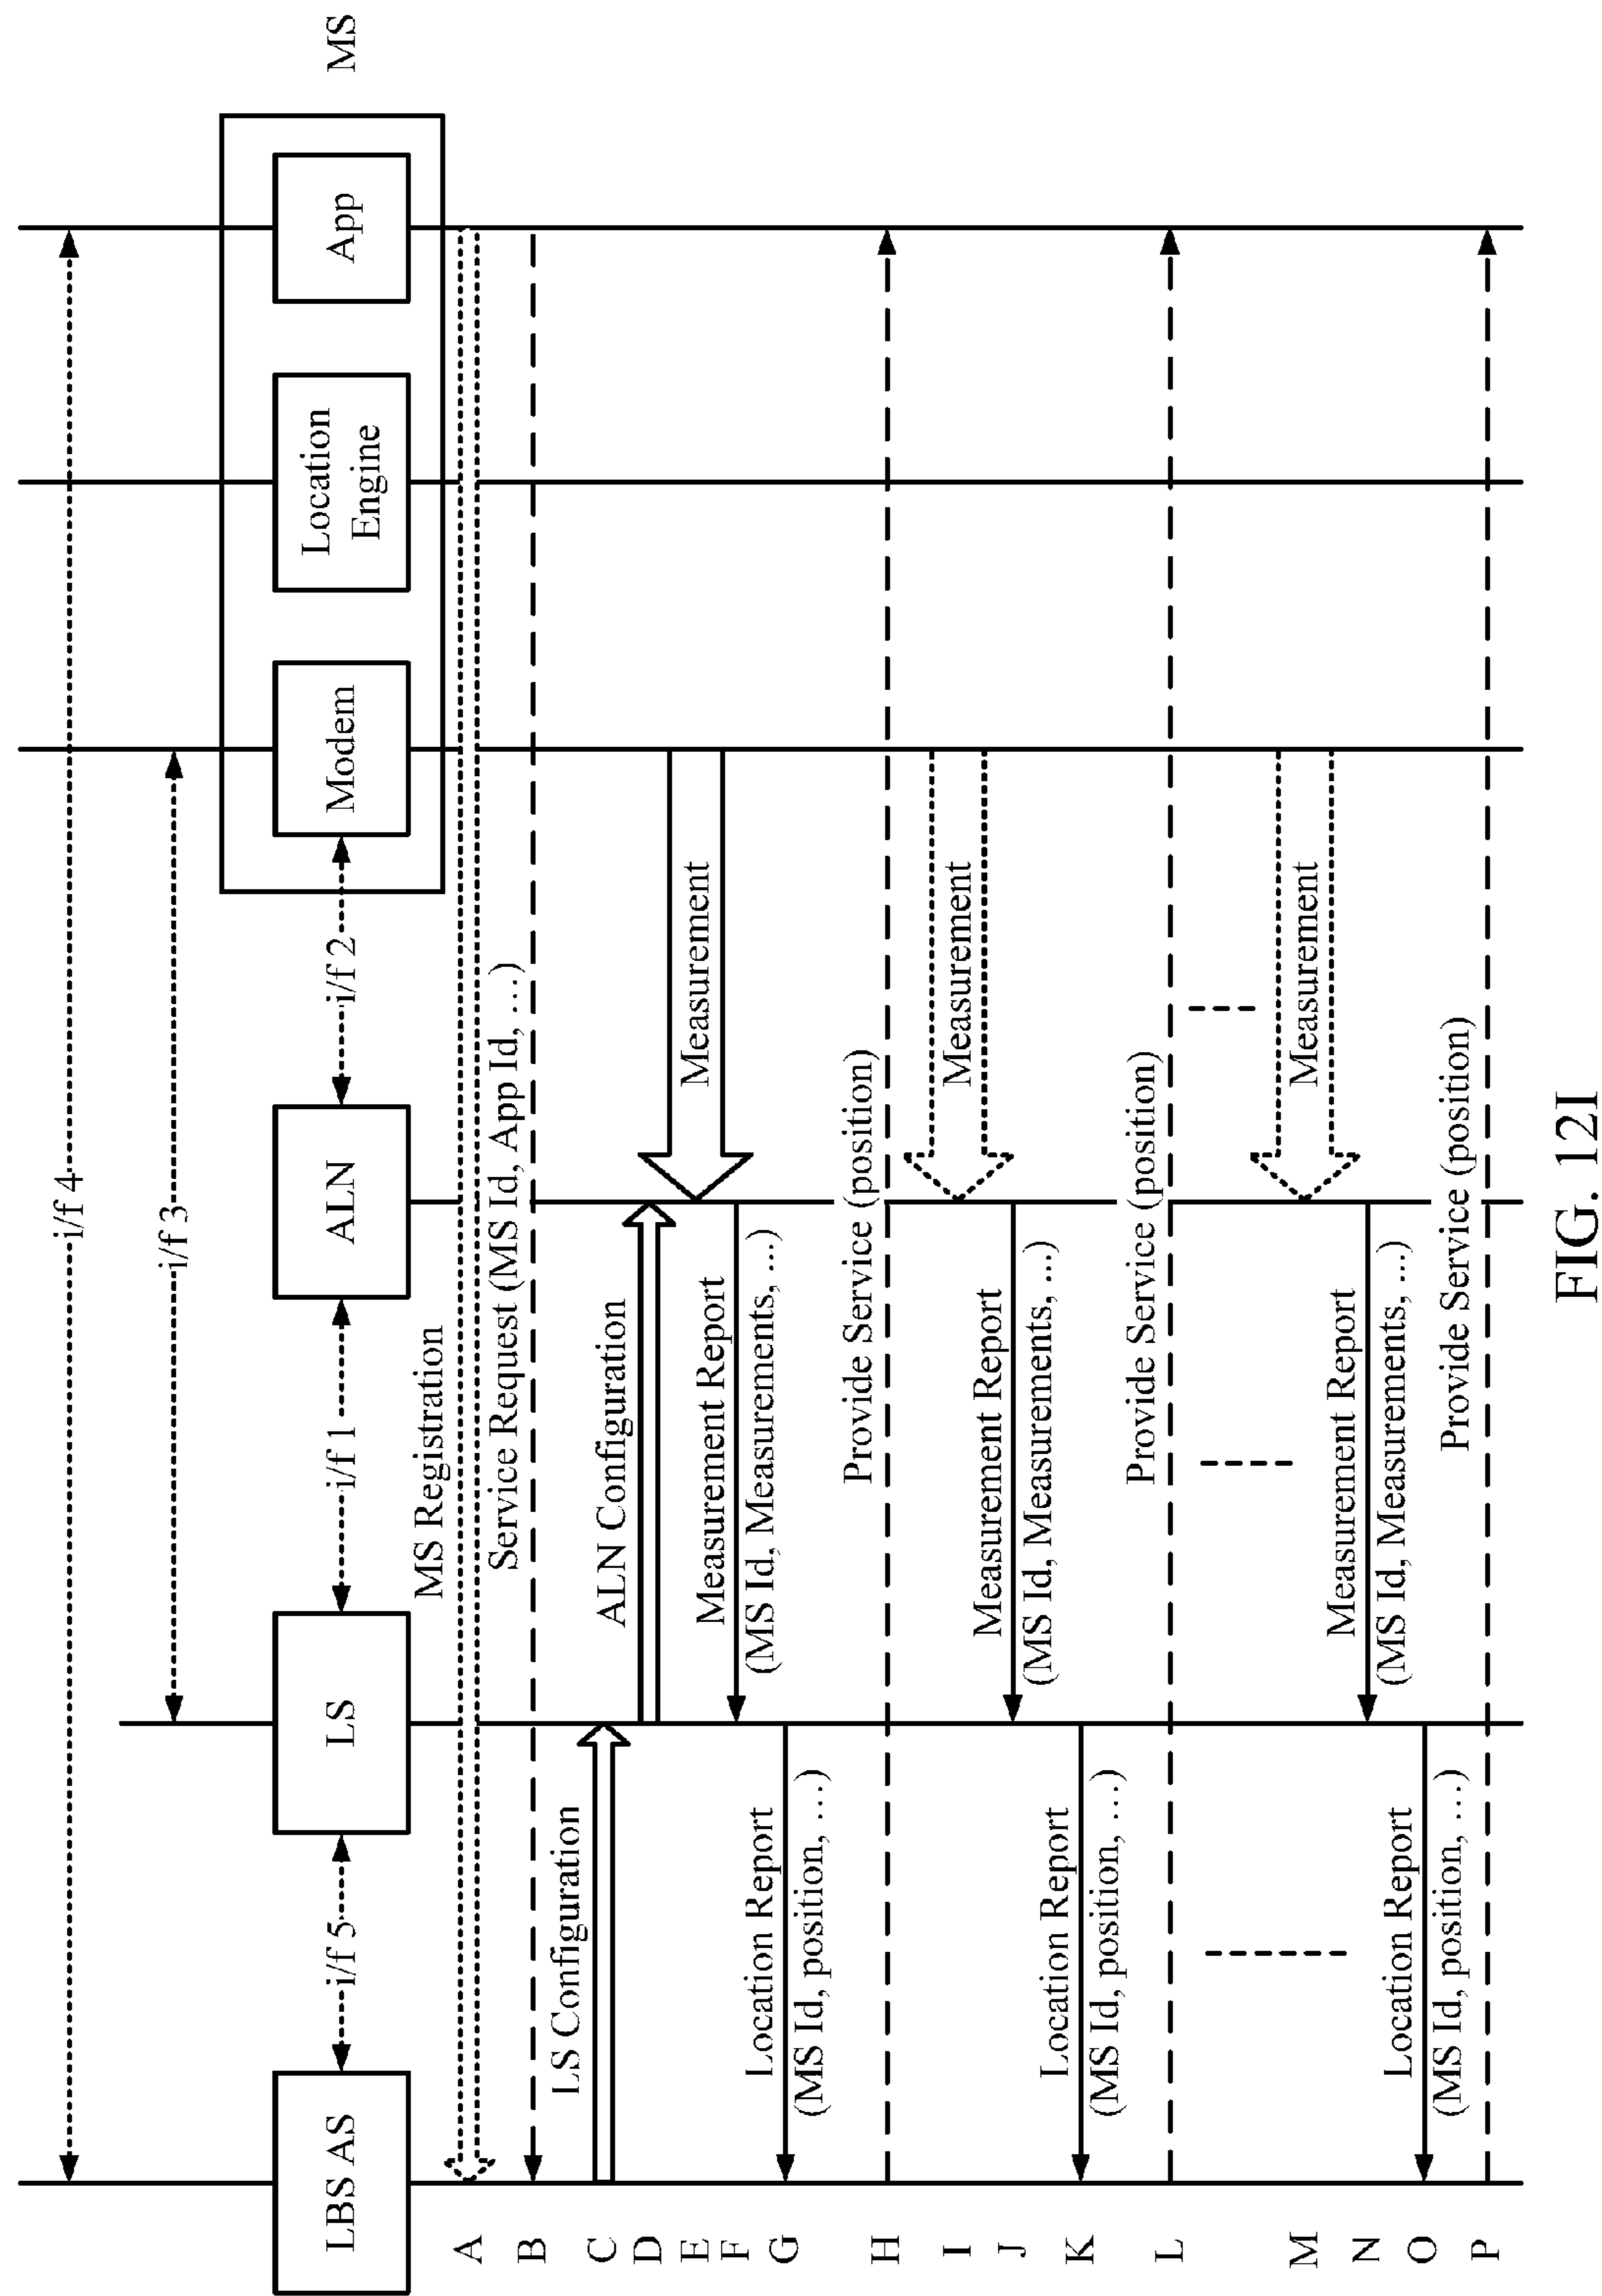 i/f 4
i/f 3
LBS AS
i/f 5
LS
i/f 1
ALN
i/f 2
Modem
Location
Engine
App
MS
A
MS Registration
B
Service Request (MS Id, App Id, ...)
C
LS Configuration
D
ALN Configuration
E
Measurement
F
Measurement Report
(MS Id, Measurements, ...)
G
Location Report
(MS Id, position, ...)
H
Provide Service (position)
I
Measurement
J
Measurement Report
(MS Id, Measurements, ...)
K
Location Report
(MS Id, position, ...)
L
Provide Service (position)
M
Measurement
N
Measurement Report
(MS Id, Measurements, ...)
O
Location Report
(MS Id, position, ...)
P
Provide Service (position)
FIG. 12I